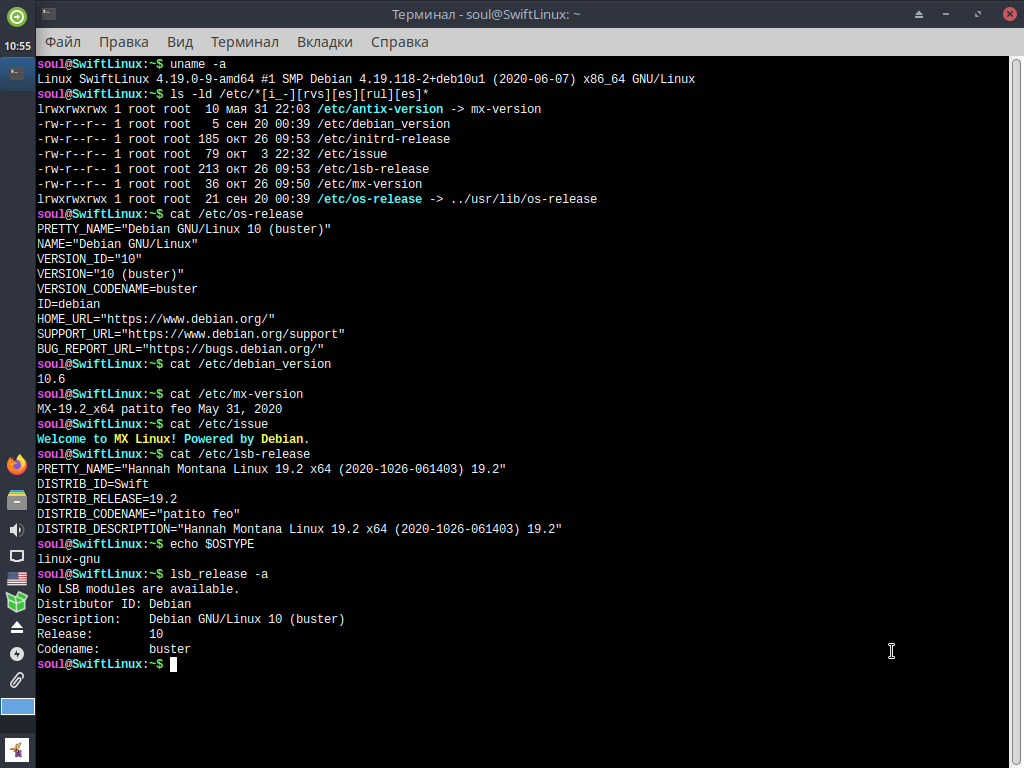 Терминал - soul@SwiftLinux: ~
10:55
Файл Правка Вид Терминал Вкладки Справка
soul@SwiftLinux:~$ uname -a
Linux SwiftLinux 4.19.0-9-amd64 #1 SMP Debian 4.19.118-2+deb10u1 (2020-06-07) x86_64 GNU/Linux
soul@SwiftLinux:~$ ls -ld /etc/*[i_-][rvs][es][rul][es]*
lrwxrwxrwx 1 root root  10 мая 31 22:03 /etc/antix-version -> mx-version
-rw-r--r-- 1 root root   5 сен 20 00:39 /etc/debian_version
-rw-r--r-- 1 root root 185 окт 26 09:53 /etc/initrd-release
-rw-r--r-- 1 root root  79 окт  3 22:32 /etc/issue
-rw-r--r-- 1 root root 213 окт 26 09:53 /etc/lsb-release
-rw-r--r-- 1 root root  36 окт 26 09:50 /etc/mx-version
lrwxrwxrwx 1 root root  21 сен 20 00:39 /etc/os-release -> ../usr/lib/os-release
soul@SwiftLinux:~$ cat /etc/os-release
PRETTY_NAME="Debian GNU/Linux 10 (buster)"
NAME="Debian GNU/Linux"
VERSION_ID="10"
VERSION="10 (buster)"
VERSION_CODENAME=buster
ID=debian
HOME_URL="https://www.debian.org/"
SUPPORT_URL="https://www.debian.org/support"
BUG_REPORT_URL="https://bugs.debian.org/"
soul@SwiftLinux:~$ cat /etc/debian_version
10.6
soul@SwiftLinux:~$ cat /etc/mx-version
MX-19.2_x64 patito feo May 31, 2020
soul@SwiftLinux:~$ cat /etc/issue
Welcome to MX Linux! Powered by Debian.
soul@SwiftLinux:~$ cat /etc/lsb-release
PRETTY_NAME="Hannah Montana Linux 19.2 x64 (2020-1026-061403) 19.2"
DISTRIB_ID=Swift
DISTRIB_RELEASE=19.2
DISTRIB_CODENAME="patito feo"
DISTRIB_DESCRIPTION="Hannah Montana Linux 19.2 x64 (2020-1026-061403) 19.2"
soul@SwiftLinux:~$ echo $OSTYPE
linux-gnu
soul@SwiftLinux:~$ lsb_release -a
No LSB modules are available.
Distributor ID: Debian
Description:    Debian GNU/Linux 10 (buster)
Release:        10
Codename:       buster
soul@SwiftLinux:~$